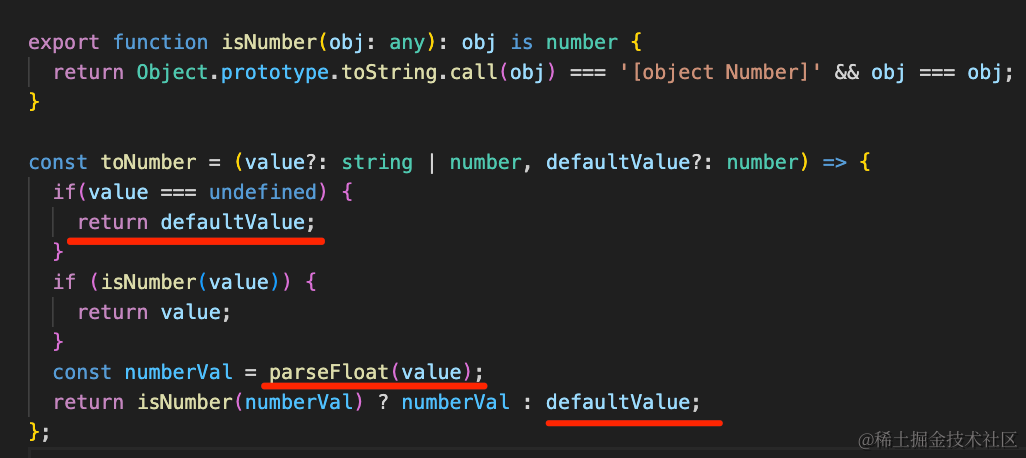 export function isNumber(obj: any): obj is number {
return Object.prototype.toString.call(obj) === '[object Number]' && obj === obj;
}
const toNumber = (value?: string | number, defaultValue?: number) => {
if(value === undefined) {
return defaultValue;
}
if (isNumber(value)) {
return value;
}
const numberVal = parseFloat(value);
return isNumber(numberVal) ? numberVal : defaultValue;
};
@稀土掘金技术社区